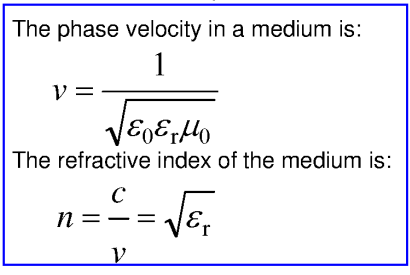 The phase velocity in a medium is:
v = 1 / √(ε₀εᵣμ₀)
The refractive index of the medium is:
n = c / v = √εᵣ